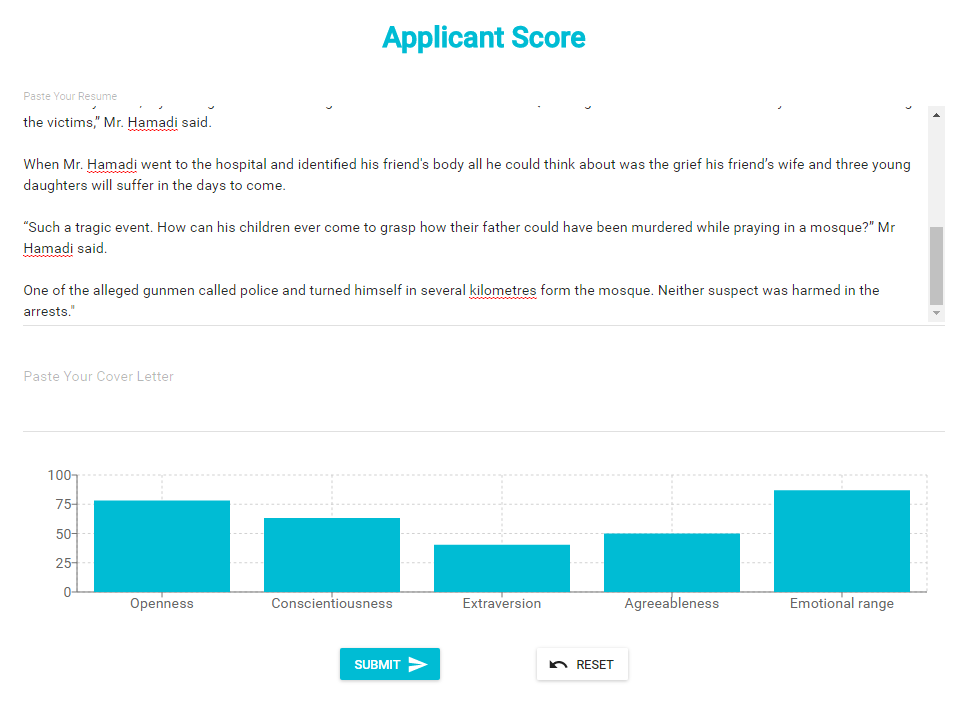 Applicant Score
Paste Your Resume
the victims,” Mr. Hamadi said.
When Mr. Hamadi went to the hospital and identified his friend's body all he could think about was the grief his friend’s wife and three young
daughters will suffer in the days to come.
“Such a tragic event. How can his children ever come to grasp how their father could have been murdered while praying in a mosque?” Mr
Hamadi said.
One of the alleged gunmen called police and turned himself in several kilometres form the mosque. Neither suspect was harmed in the
arrests."
Paste Your Cover Letter
100
75
50
25
0
Openness Conscientiousness Extraversion Agreeableness Emotional range
SUBMIT RESET